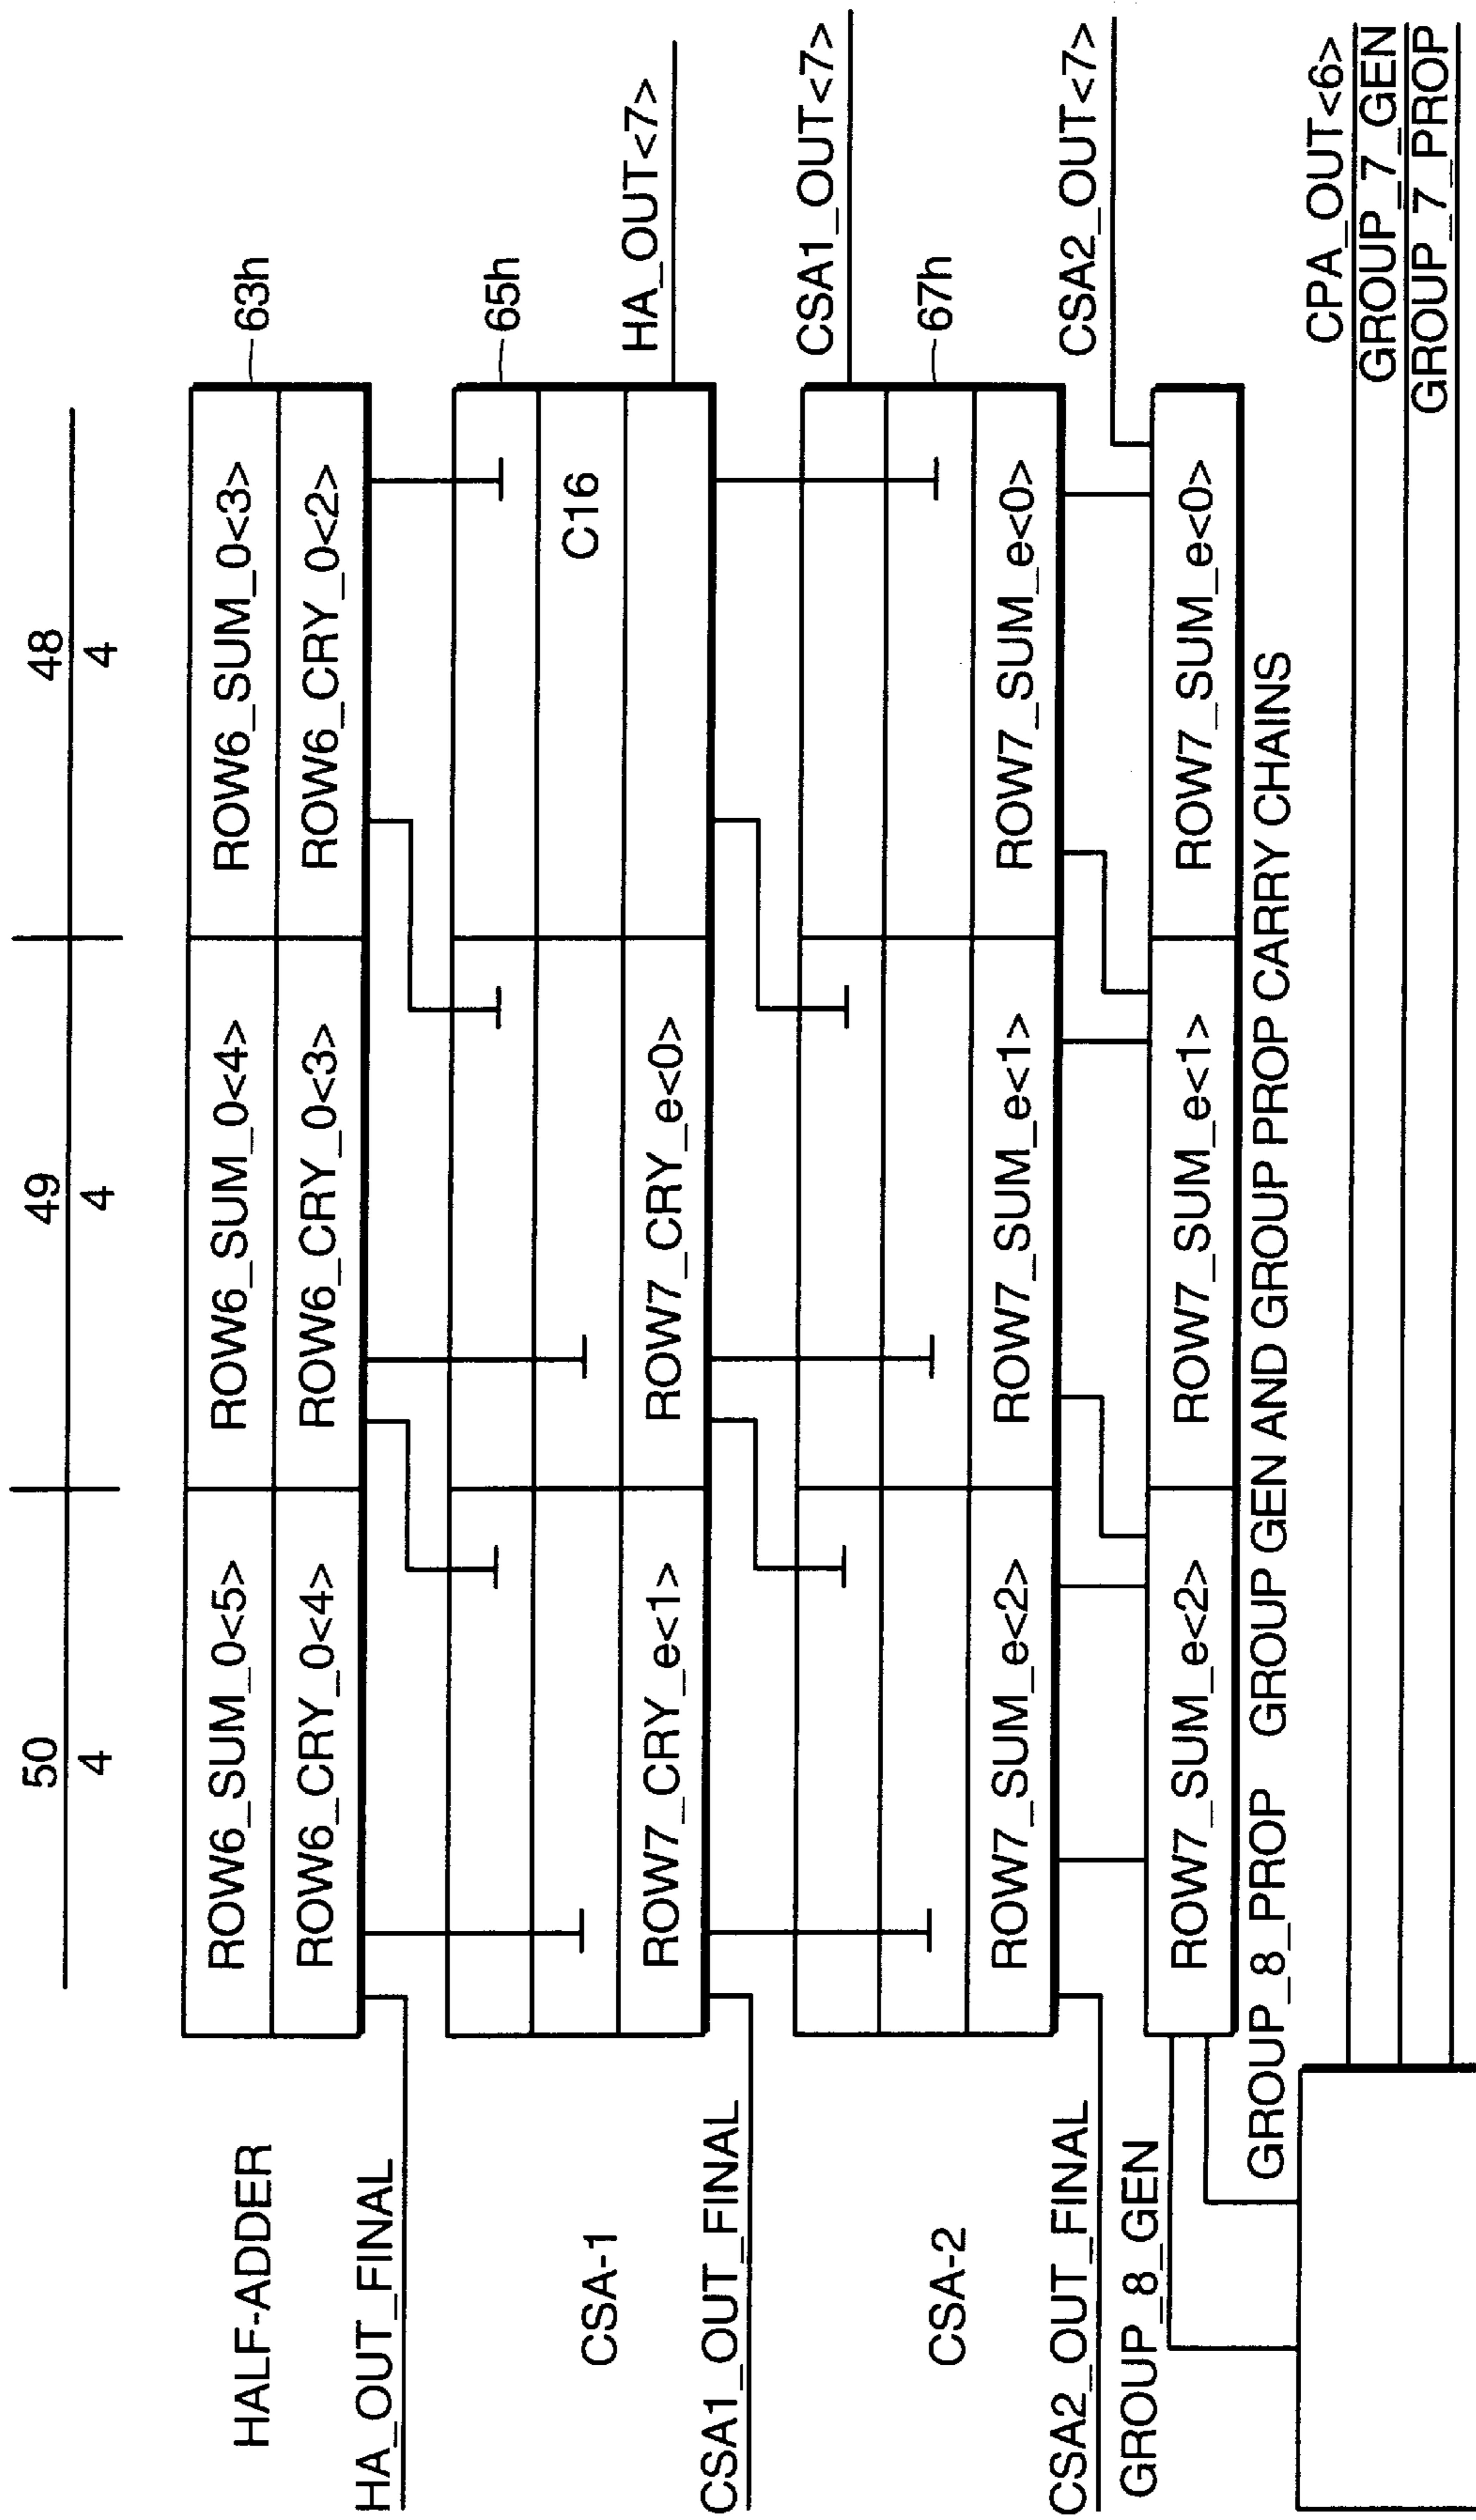 50 49 48
4 4 4
HALF-ADDER
ROW6_SUM_0<5> ROW6_SUM_0<4> ROW6_SUM_0<3>
63h
ROW6_CRY_0<4> ROW6_CRY_0<3> ROW6_CRY_0<2>
HA_OUT_FINAL
65h
CSA-1
C16
HA_OUT<7>
ROW7_CRY_e<1> ROW7_CRY_e<0>
CSA1_OUT_FINAL
CSA1_OUT<7>
CSA-2
67h
ROW7_SUM_e<2> ROW7_SUM_e<1> ROW7_SUM_e<0>
CSA2_OUT_FINAL
CSA2_OUT<7>
GROUP_8_GEN
ROW7_SUM_e<2> ROW7_SUM_e<1> ROW7_SUM_e<0>
GROUP_8_PROP GROUP GEN AND GROUP PROP CARRY CHAINS
CPA_OUT<6>
GROUP_7_GEN
GROUP_7_PROP